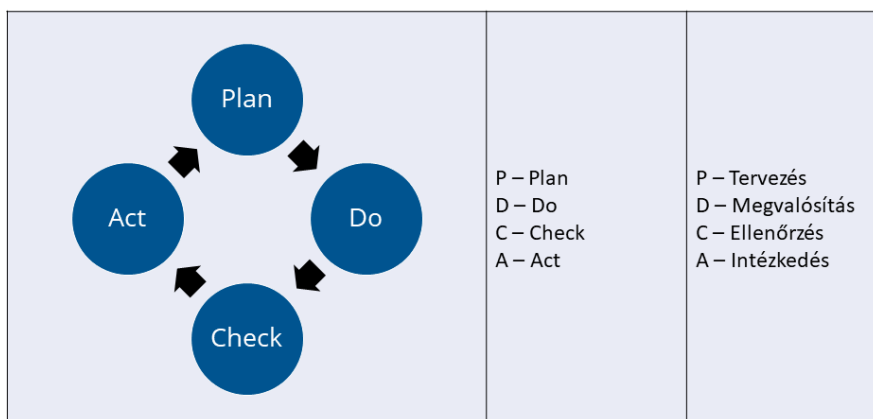 Plan
Act
Do
Check
P – Plan
D – Do
C – Check
A – Act
P – Tervezés
D – Megvalósítás
C – Ellenőrzés
A – Intézkedés